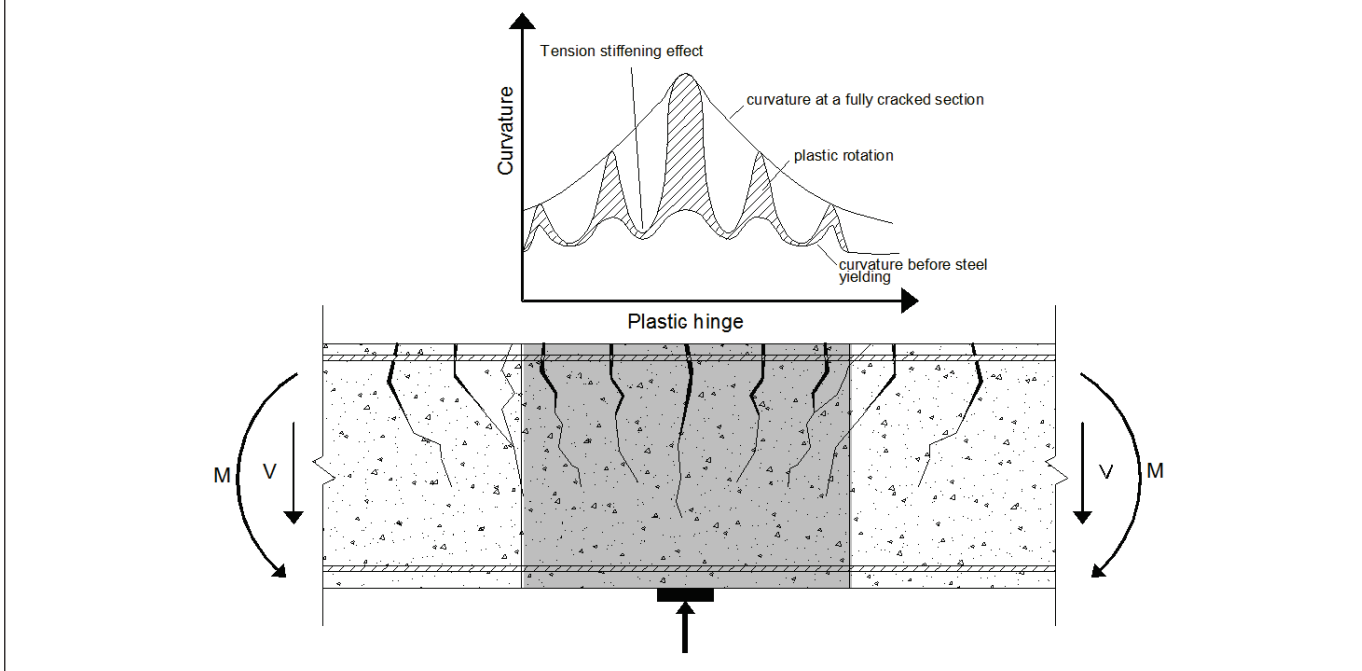 Tension stiffening effect
Curvature
curvature at a fully cracked section
plastic rotation
curvature before steel
yielding
Plastic hinge
M
V
V
M